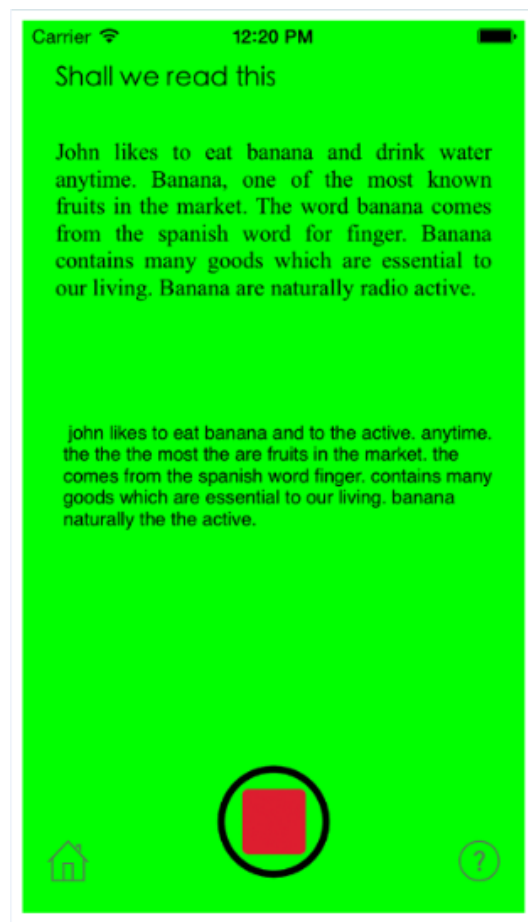 Carrier 12:20 PM
Shall we read this
John likes to eat banana and drink water
anytime. Banana, one of the most known
fruits in the market. The word banana comes
from the spanish word for finger. Banana
contains many goods which are essential to
our living. Banana are naturally radio active.
john likes to eat banana and to the active. anytime.
the the the most the are fruits in the market. the
comes from the spanish word finger. contains many
goods which are essential to our living. banana
naturally the the active.
?